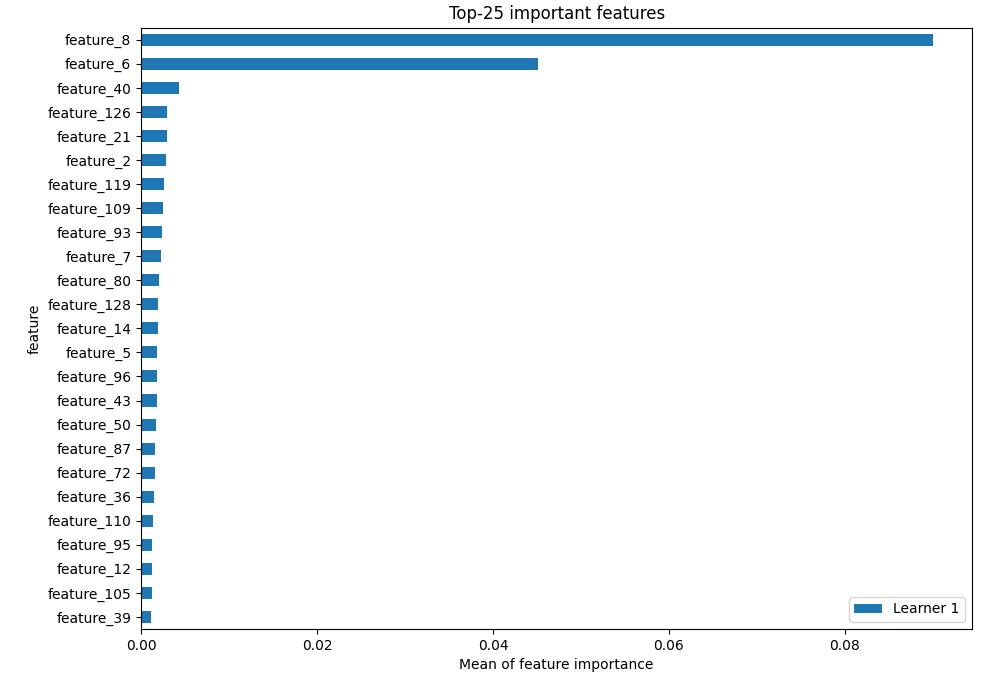 Top-25 important features
feature_8
feature_6
feature_40
feature_126
feature_21
feature_2
feature_119
feature_109
feature_93
feature_7
feature_80
feature_128
feature_14
feature_5
feature_96
feature_43
feature_50
feature_87
feature_72
feature_36
feature_110
feature_95
feature_12
feature_105
feature_39
feature
Learner 1
0.00 0.02 0.04 0.06 0.08
Mean of feature importance